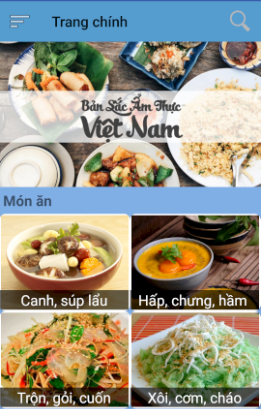 Trang chính
Bản Sắc Ẩm Thực
Việt Nam
Món ăn
Canh, súp lẩu
Hấp, chưng, hầm
Trộn, gỏi, cuốn
Xôi, cơm, cháo